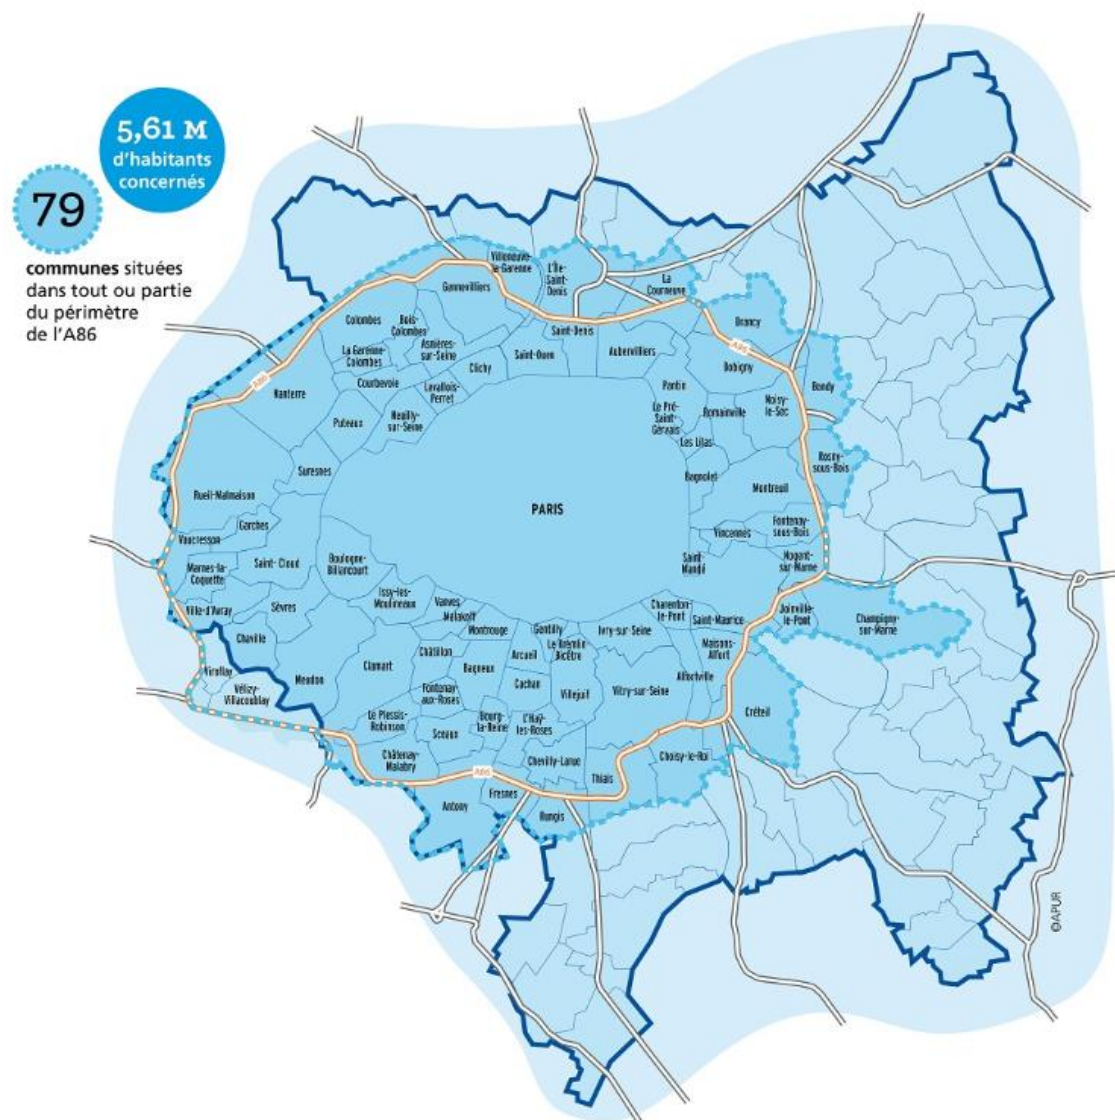 5,61 M
d'habitants
concernés
79
communes situées
dans tout ou partie
du périmètre
de l'A86
Villeneuve-
la-Garenne
L'Île-
Saint-
Denis
La
Courneuve
Gennevilliers
Colombes
Bois-
Colombes
Saint-Denis
Drancy
A86
Asnières-
sur-Seine
La Garenne-
Colombes
Saint-Ouen
Aubervilliers
Clichy
Bobigny
A86
Nanterre
Courbevoie
Levallois-
Perret
Pantin
Bondy
Puteaux
Neuilly-
sur-Seine
Le Pré-
Saint-
Gervais
Romainville
Noisy-
le-Sec
Les Lilas
Rosny-
sous-Bois
Suresnes
Bagnolet
Montreuil
Rueil-Malmaison
PARIS
Garches
Vaucresson
Vincennes
Fontenay-
sous-Bois
Marnes-la-
Coquette
Saint- Cloud
Boulogne-
Billancourt
Saint-
Mandé
Nogent-
sur-Marne
Ville-d'Avray
Sèvres
Issy-les-
Moulineaux
Vanves
Malakoff
Charenton-
le-Pont
Saint-Maurice
Joinville-
le-Pont
Champigny-
sur-Marne
Chaville
Montrouge
Gentilly
Ivry-sur-Seine
Le Kremlin
Bicêtre
Maisons-
Alfort
Viroflay
Meudon
Clamart
Châtillon
Bagneux
Arcueil
Cachan
Villejuif
Vitry-sur-Seine
Alfortville
Vélizy-
Villacoublay
Fontenay
aux-Roses
Créteil
Le Plessis-
Robinson
Sceaux
Bourg-
la-Reine
L'Haÿ-
les-Roses
Châtenay-
Malabry
Chevilly-Larue
Choisy-le-Roi
A86
Thiais
Antony
Fresnes
Rungis
©APUR